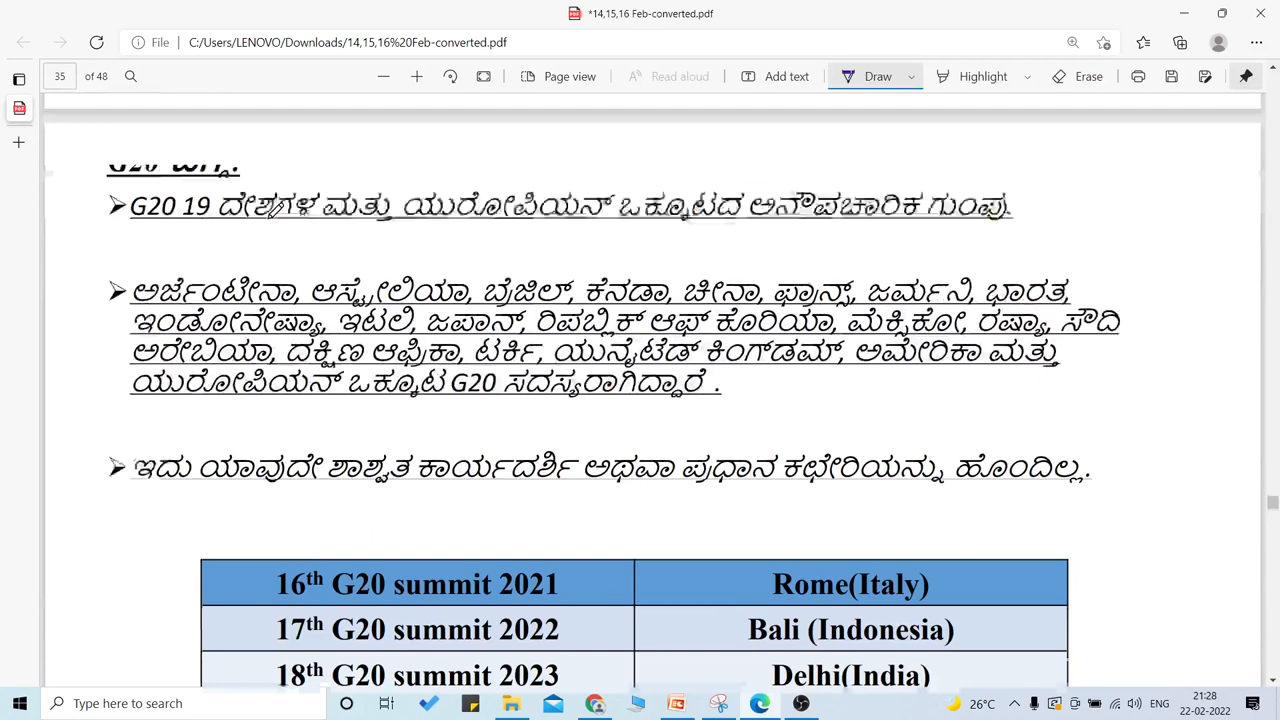 *14,15,16 Feb-converted.pdf
File C:/Users/LENOVO/Downloads/14,15,16%20Feb-converted.pdf
35 of 48 Page view Read aloud Add text Draw Highlight Erase
G20
G20 19 ದೇಶಗಳ ಮತ್ತು ಯುರೋಪಿಯನ್ ಒಕ್ಕೂಟದ ಅನೌಪಚಾರಿಕ ಗುಂಪು.
ಅರ್ಜೆಂಟೀನಾ, ಆಸ್ಟ್ರೇಲಿಯಾ, ಬ್ರೆಜಿಲ್, ಕೆನಡಾ, ಚೀನಾ, ಫ್ರಾನ್ಸ್, ಜರ್ಮನಿ, ಭಾರತ,
ಇಂಡೋನೇಷ್ಯಾ, ಇಟಲಿ, ಜಪಾನ್, ರಿಪಬ್ಲಿಕ್ ಆಫ್ ಕೊರಿಯಾ, ಮೆಕ್ಸಿಕೋ, ರಷ್ಯಾ, ಸೌದಿ
ಅರೇಬಿಯಾ, ದಕ್ಷಿಣ ಆಫ್ರಿಕಾ, ಟರ್ಕಿ, ಯುನೈಟೆಡ್ ಕಿಂಗ್‌ಡಮ್, ಅಮೇರಿಕಾ ಮತ್ತು
ಯುರೋಪಿಯನ್ ಒಕ್ಕೂಟ G20 ಸದಸ್ಯರಾಗಿದ್ದಾರೆ .
ಇದು ಯಾವುದೇ ಶಾಶ್ವತ ಕಾರ್ಯದರ್ಶಿ ಅಥವಾ ಪ್ರಧಾನ ಕಛೇರಿಯನ್ನು ಹೊಂದಿಲ್ಲ .
16th G20 summit 2021 Rome(Italy)
17th G20 summit 2022 Bali (Indonesia)
18th G20 summit 2023 Delhi(India)
Type here to search 26°C ENG 21:28
22-02-2022